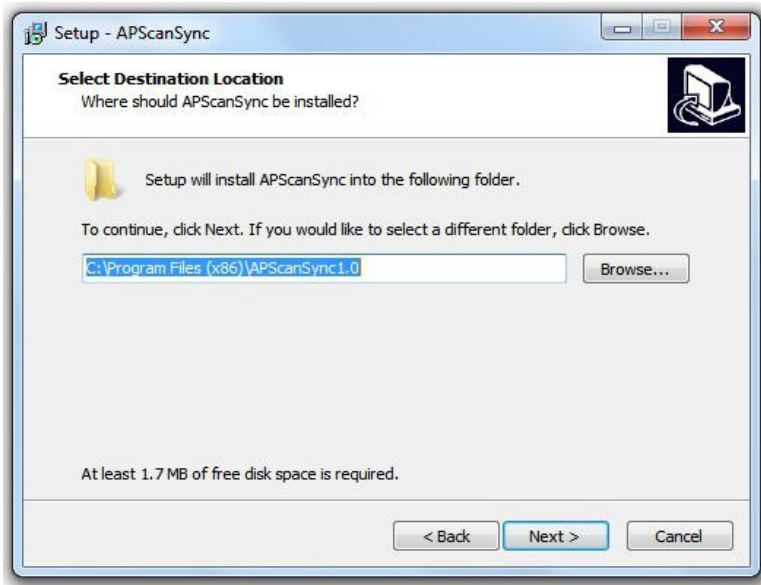 Setup - APScanSync
Select Destination Location
Where should APScanSync be installed?
Setup will install APScanSync into the following folder.
To continue, click Next. If you would like to select a different folder, click Browse.
C:\Program Files (x86)\APScanSync1.0
Browse...
At least 1.7 MB of free disk space is required.
< Back
Next >
Cancel